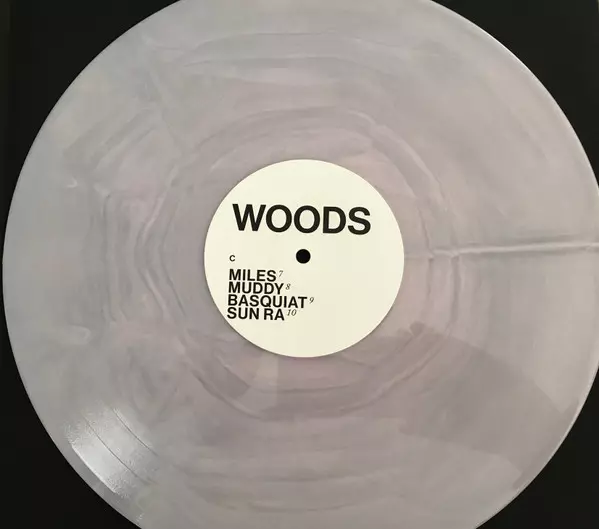 WOODS
C
MILES 7
MUDDY 8
BASQUIAT 9
SUN RA 10